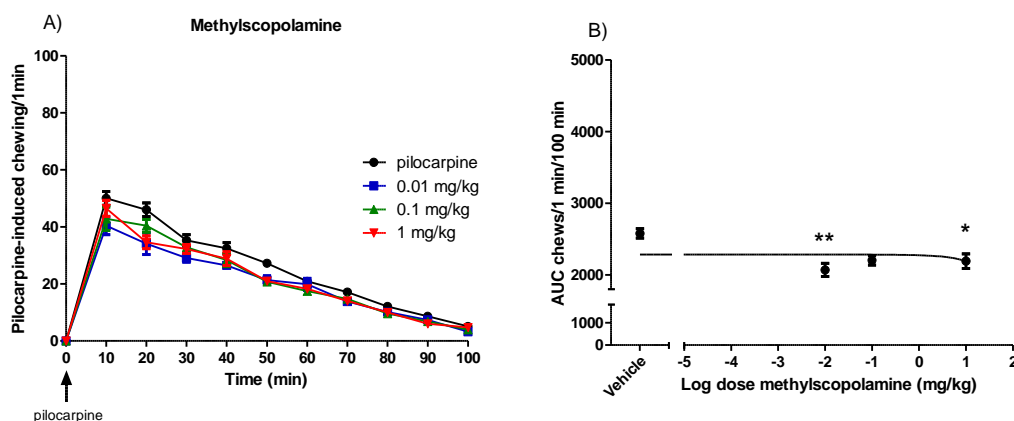 A)
Methylscopolamine
Pilocarpine-induced chewing/1min
100
80
60
40
20
0
pilocarpine
0.01 mg/kg
0.1 mg/kg
1 mg/kg
0 10 20 30 40 50 60 70 80 90 100
Time (min)
pilocarpine
B)
AUC chews/1 min/100 min
5000
4000
3000
2000
1000
0
**
*
Vehicle -5 -4 -3 -2 -1 0 1 2
Log dose methylscopolamine (mg/kg)